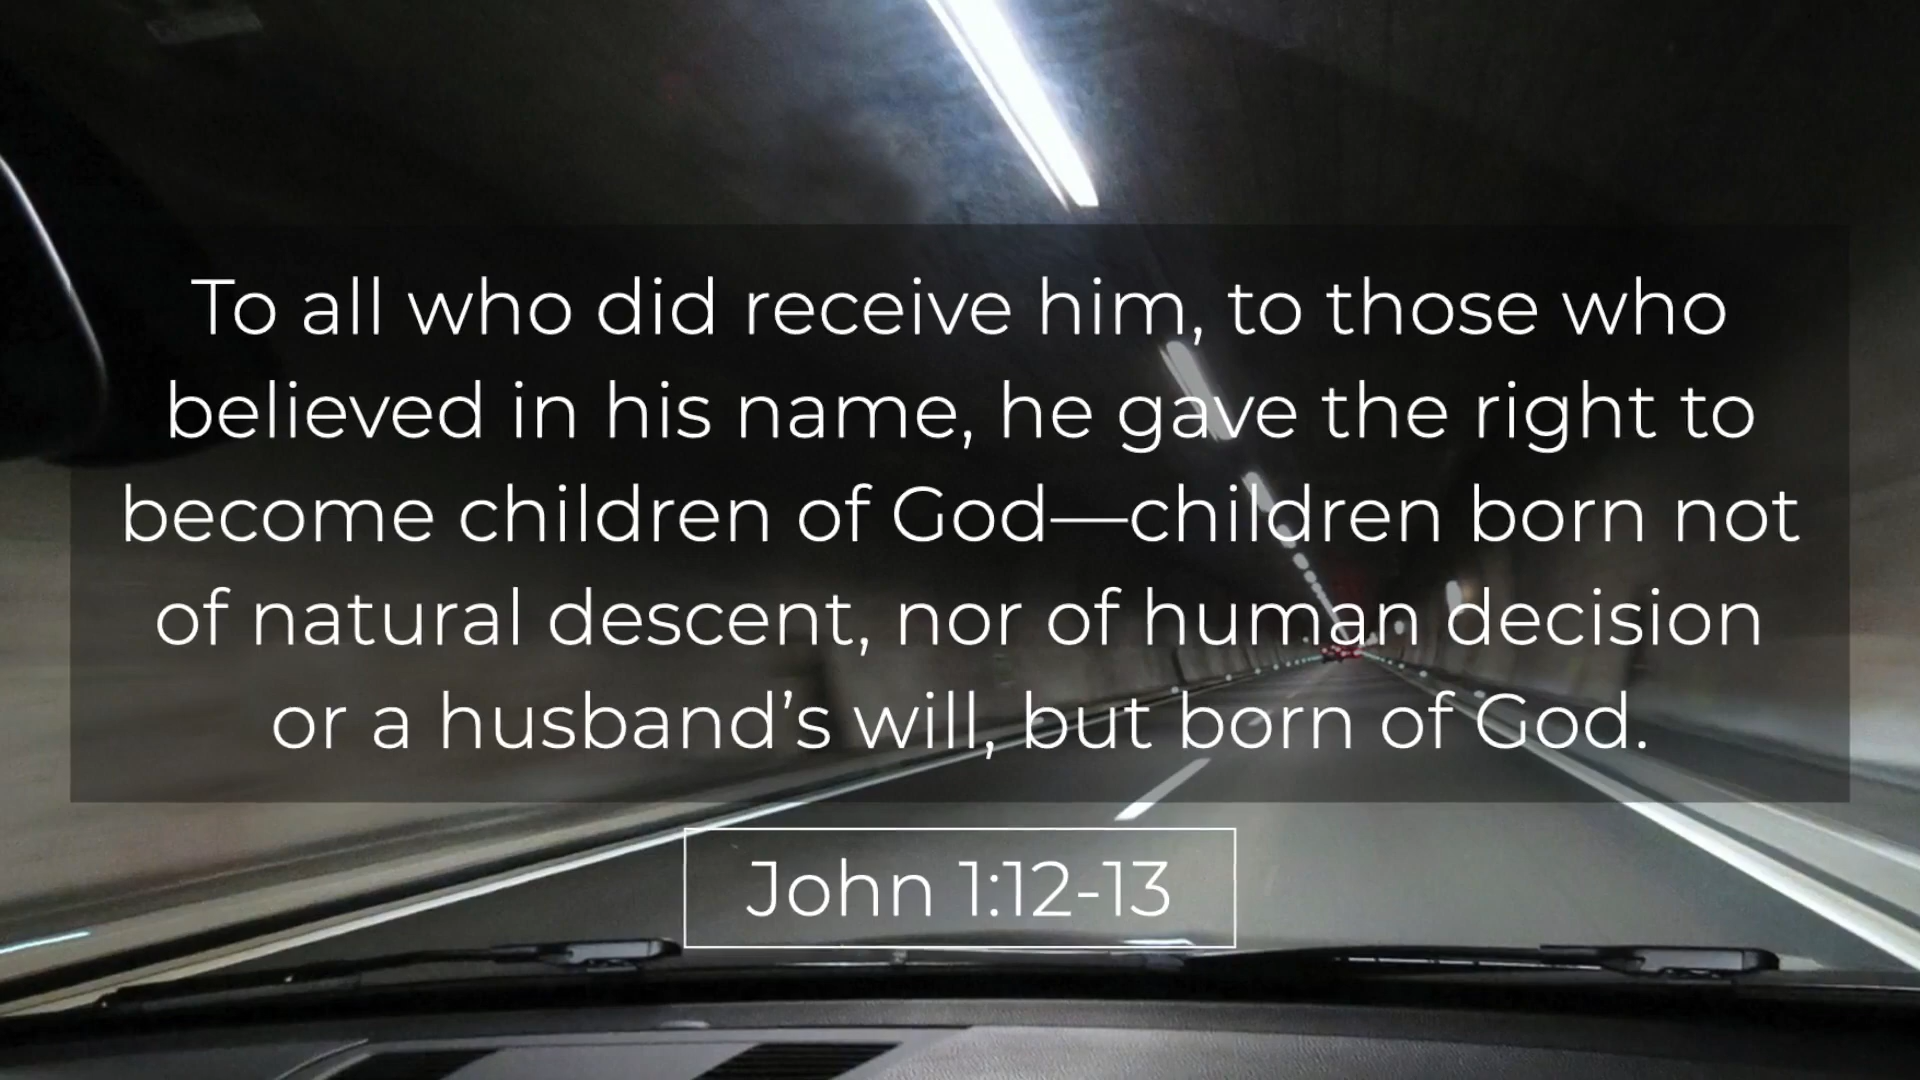 To all who did receive him, to those who
believed in his name, he gave the right to
become children of God—children born not
of natural descent, nor of human decision
or a husband’s will, but born of God.
John 1:12-13